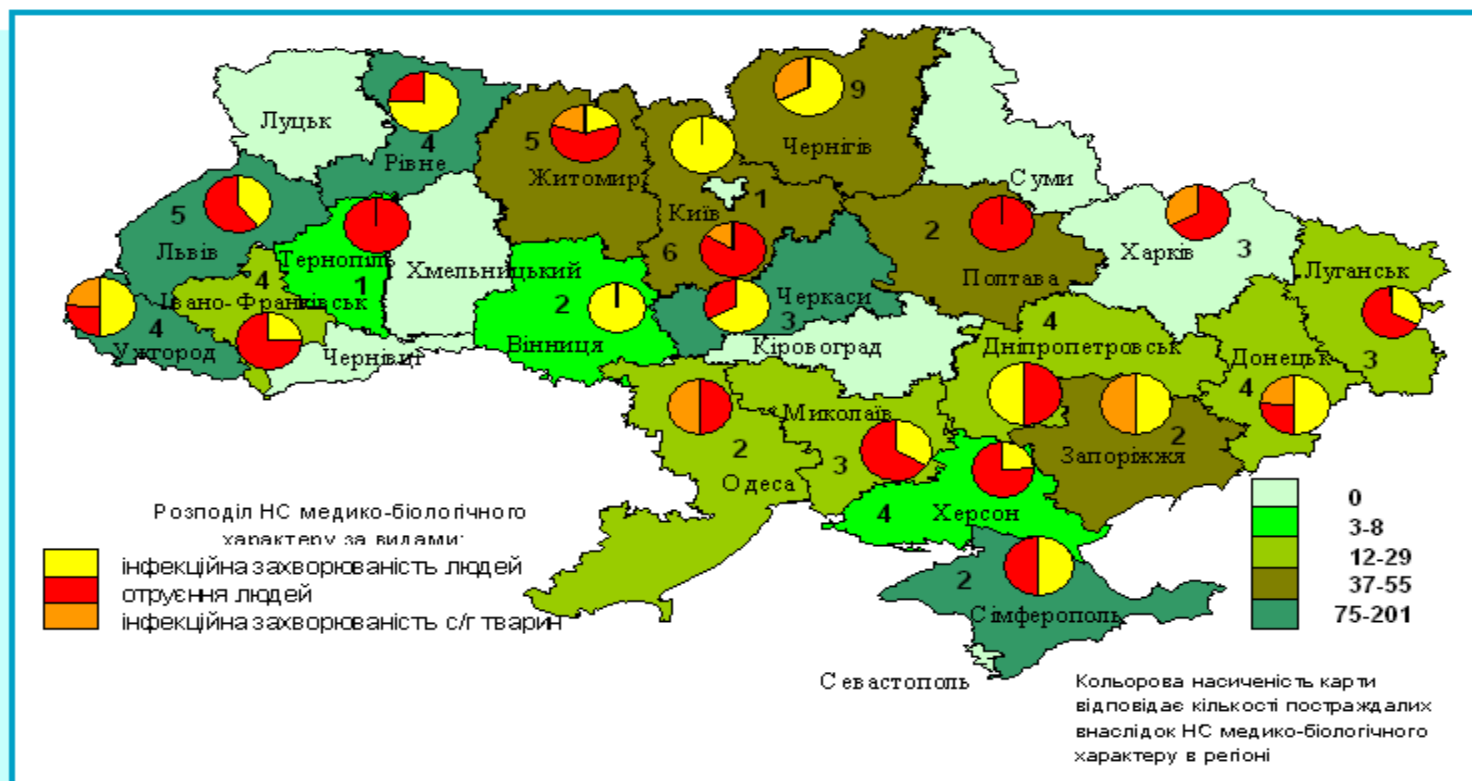 9
Луцьк
4
Рівне
5
Житомир
Чернігів
Суми
5
Львів
Київ
1
6
2
Полтава
Харків
3
Луганськ
3
4
Тернопіль
1
Хмельницький
Івано-Франківськ
4
Ужгород
Чернівці
2
Вінниця
Черкаси
3
Кіровоград
4
Дніпропетровськ
Донецьк
4
Миколаїв
3
2
Одеса
2
Запоріжжя
4
Херсон
2
Сімферополь
Севастополь
Розподіл НС медико-біологічного
характеру за видами:
інфекційна захворюваність людей
отруєння людей
інфекційна захворюваність с/г тварин
0
3-8
12-29
37-55
75-201
Кольорова насиченість карти
відповідає кількості постраждалих
внаслідок НС медико-біологічного
характеру в регіоні